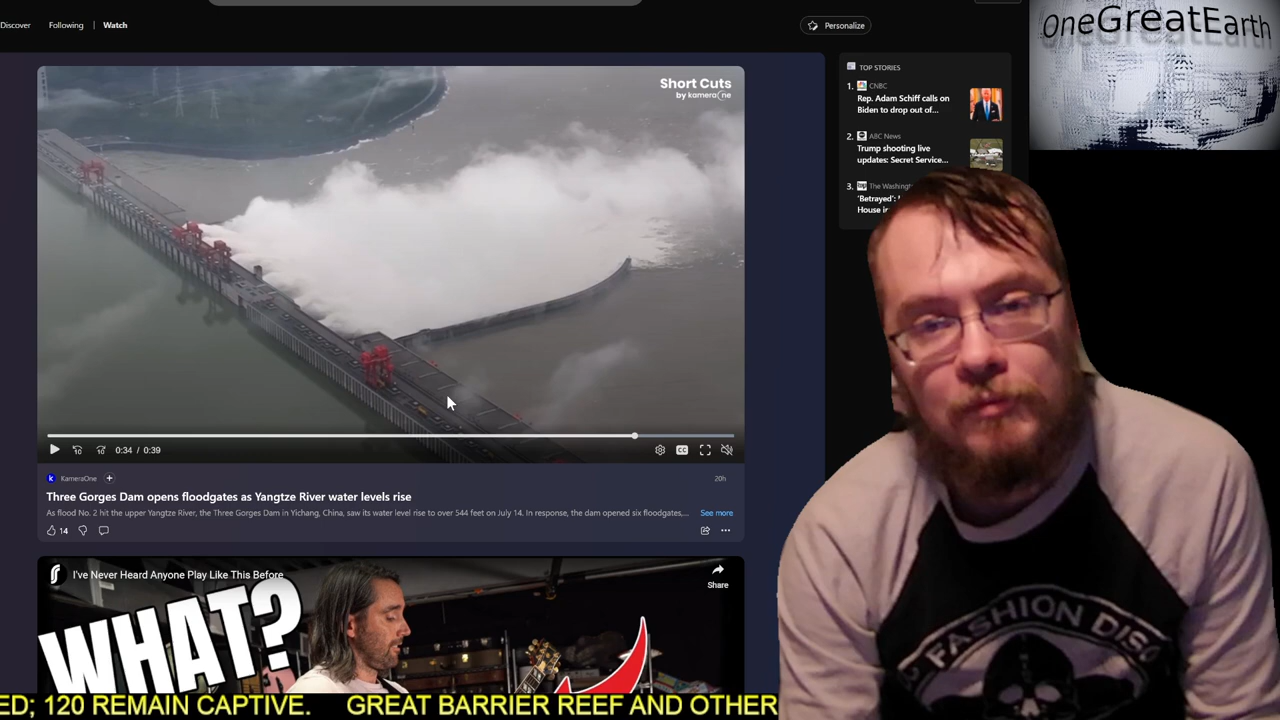 Discover
Following
Watch
Personalize
OneGreatEarth
Short Cuts
by kameraOne
TOP STORIES
1. CNBC
Rep. Adam Schiff calls on
Biden to drop out of...
2. ABC News
Trump shooting live
updates: Secret Service...
3. The
'Betrayed':
House
0:34 / 0:39
CC
k KameraOne
20h
Three Gorges Dam opens floodgates as Yangtze River water levels rise
As flood No. 2 hit the upper Yangtze River, the Three Gorges Dam in Yichang, China, saw its water level rise to over 544 feet on July 14. In response, the dam opened six floodgates,...
See more
14
I've Never Heard Anyone Play Like This Before
Share
WHAT?
FASHION
ED; 120 REMAIN CAPTIVE. GREAT BARRIER REEF AND OTHER